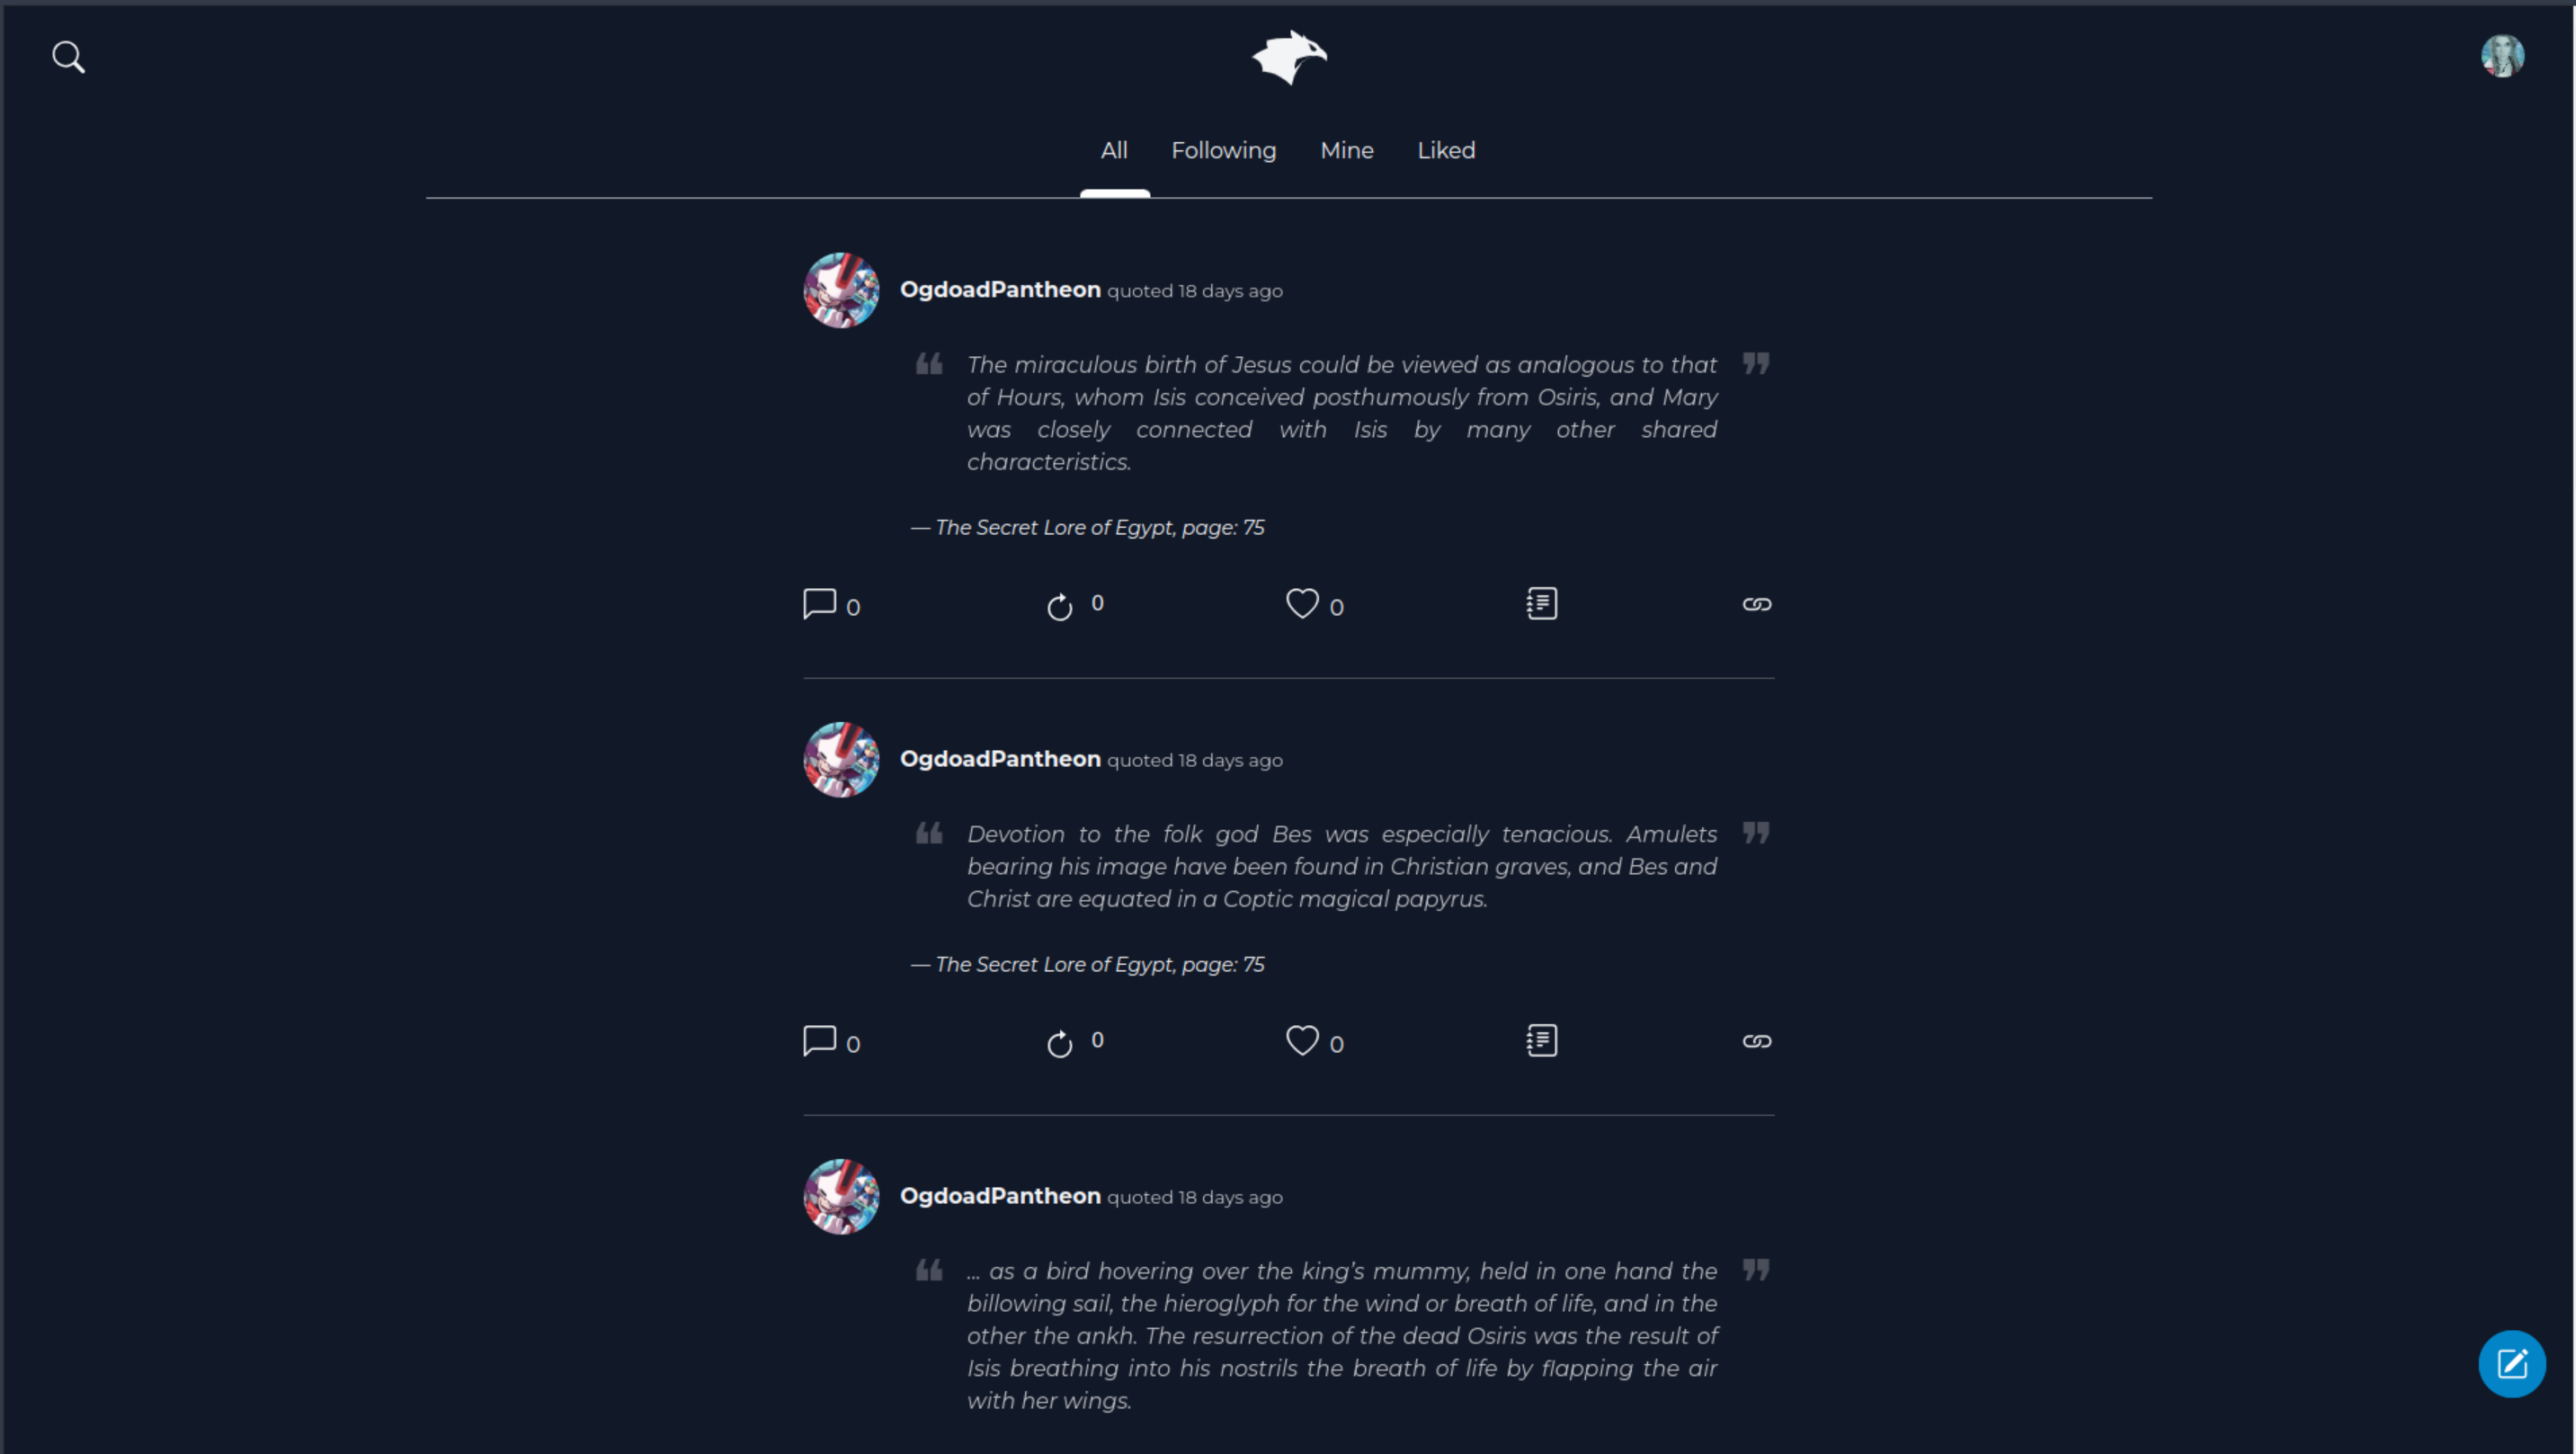 All Following Mine Liked
OgdoadPantheon quoted 18 days ago
❝ The miraculous birth of Jesus could be viewed as analogous to that ❞
of Hours, whom Isis conceived posthumously from Osiris, and Mary
was closely connected with Isis by many other shared
characteristics.
— The Secret Lore of Egypt, page: 75
0 0 0
OgdoadPantheon quoted 18 days ago
❝ Devotion to the folk god Bes was especially tenacious. Amulets ❞
bearing his image have been found in Christian graves, and Bes and
Christ are equated in a Coptic magical papyrus.
— The Secret Lore of Egypt, page: 75
0 0 0
OgdoadPantheon quoted 18 days ago
❝ ... as a bird hovering over the king’s mummy, held in one hand the ❞
billowing sail, the hieroglyph for the wind or breath of life, and in the
other the ankh. The resurrection of the dead Osiris was the result of
Isis breathing into his nostrils the breath of life by flapping the air
with her wings.